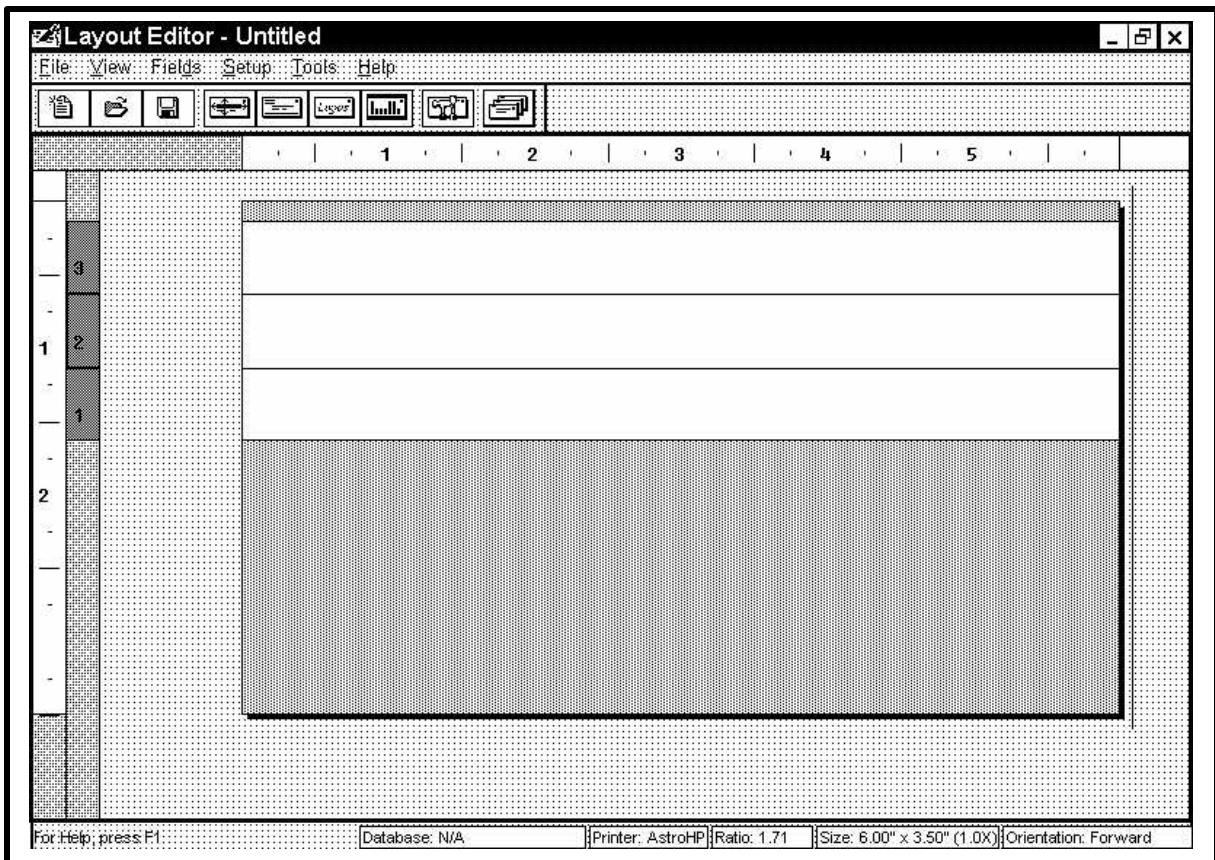 Layout Editor - Untitled
File View Fields Setup Tools Help
Logos
1 2 3 4 5
3
1 2
1
2
For Help, press F1 Database: N/A Printer: AstroHP Ratio: 1.71 Size: 6.00" x 3.50" (1.0X) Orientation: Forward